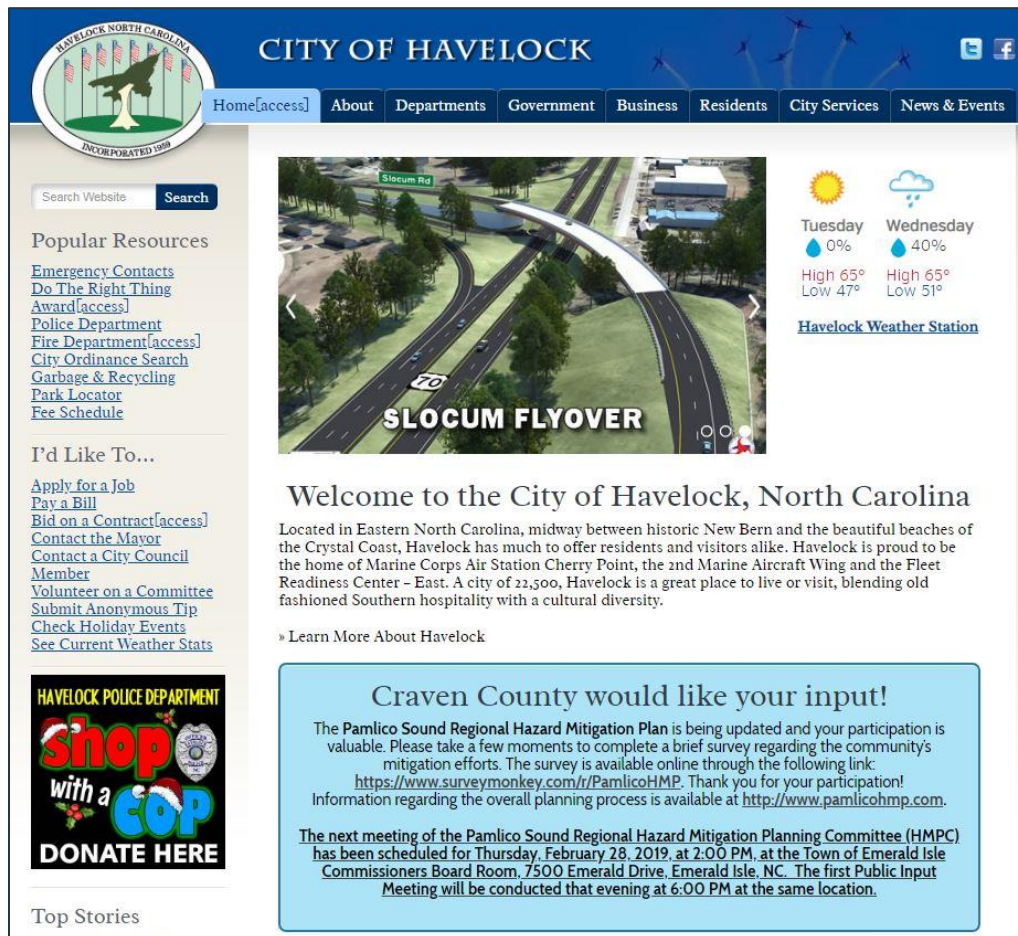 HAVELOCK NORTH CAROLINA
INCORPORATED 1959
CITY OF HAVELOCK
Home[access] About Departments Government Business Residents City Services News & Events
Search Website Search
Popular Resources
Emergency Contacts
Do The Right Thing
Award[access]
Police Department
Fire Department[access]
City Ordinance Search
Garbage & Recycling
Park Locator
Fee Schedule
I'd Like To...
Apply for a Job
Pay a Bill
Bid on a Contract[access]
Contact the Mayor
Contact a City Council
Member
Volunteer on a Committee
Submit Anonymous Tip
Check Holiday Events
See Current Weather Stats
HAVELOCK POLICE DEPARTMENT
Shop
with a
COP
DONATE HERE
Top Stories
Slocum Rd
70
SLOCUM FLYOVER
Tuesday Wednesday
0% 40%
High 65° High 65°
Low 47° Low 51°
Havelock Weather Station
Welcome to the City of Havelock, North Carolina
Located in Eastern North Carolina, midway between historic New Bern and the beautiful beaches of
the Crystal Coast, Havelock has much to offer residents and visitors alike. Havelock is proud to be
the home of Marine Corps Air Station Cherry Point, the 2nd Marine Aircraft Wing and the Fleet
Readiness Center – East. A city of 22,500, Havelock is a great place to live or visit, blending old
fashioned Southern hospitality with a cultural diversity.
» Learn More About Havelock
Craven County would like your input!
The Pamlico Sound Regional Hazard Mitigation Plan is being updated and your participation is
valuable. Please take a few moments to complete a brief survey regarding the community's
mitigation efforts. The survey is available online through the following link:
https://www.surveymonkey.com/r/PamlicoHMP. Thank you for your participation!
Information regarding the overall planning process is available at http://www.pamlicohmp.com.
The next meeting of the Pamlico Sound Regional Hazard Mitigation Planning Committee (HMPC)
has been scheduled for Thursday, February 28, 2019, at 2:00 PM, at the Town of Emerald Isle
Commissioners Board Room, 7500 Emerald Drive, Emerald Isle, NC. The first Public Input
Meeting will be conducted that evening at 6:00 PM at the same location.